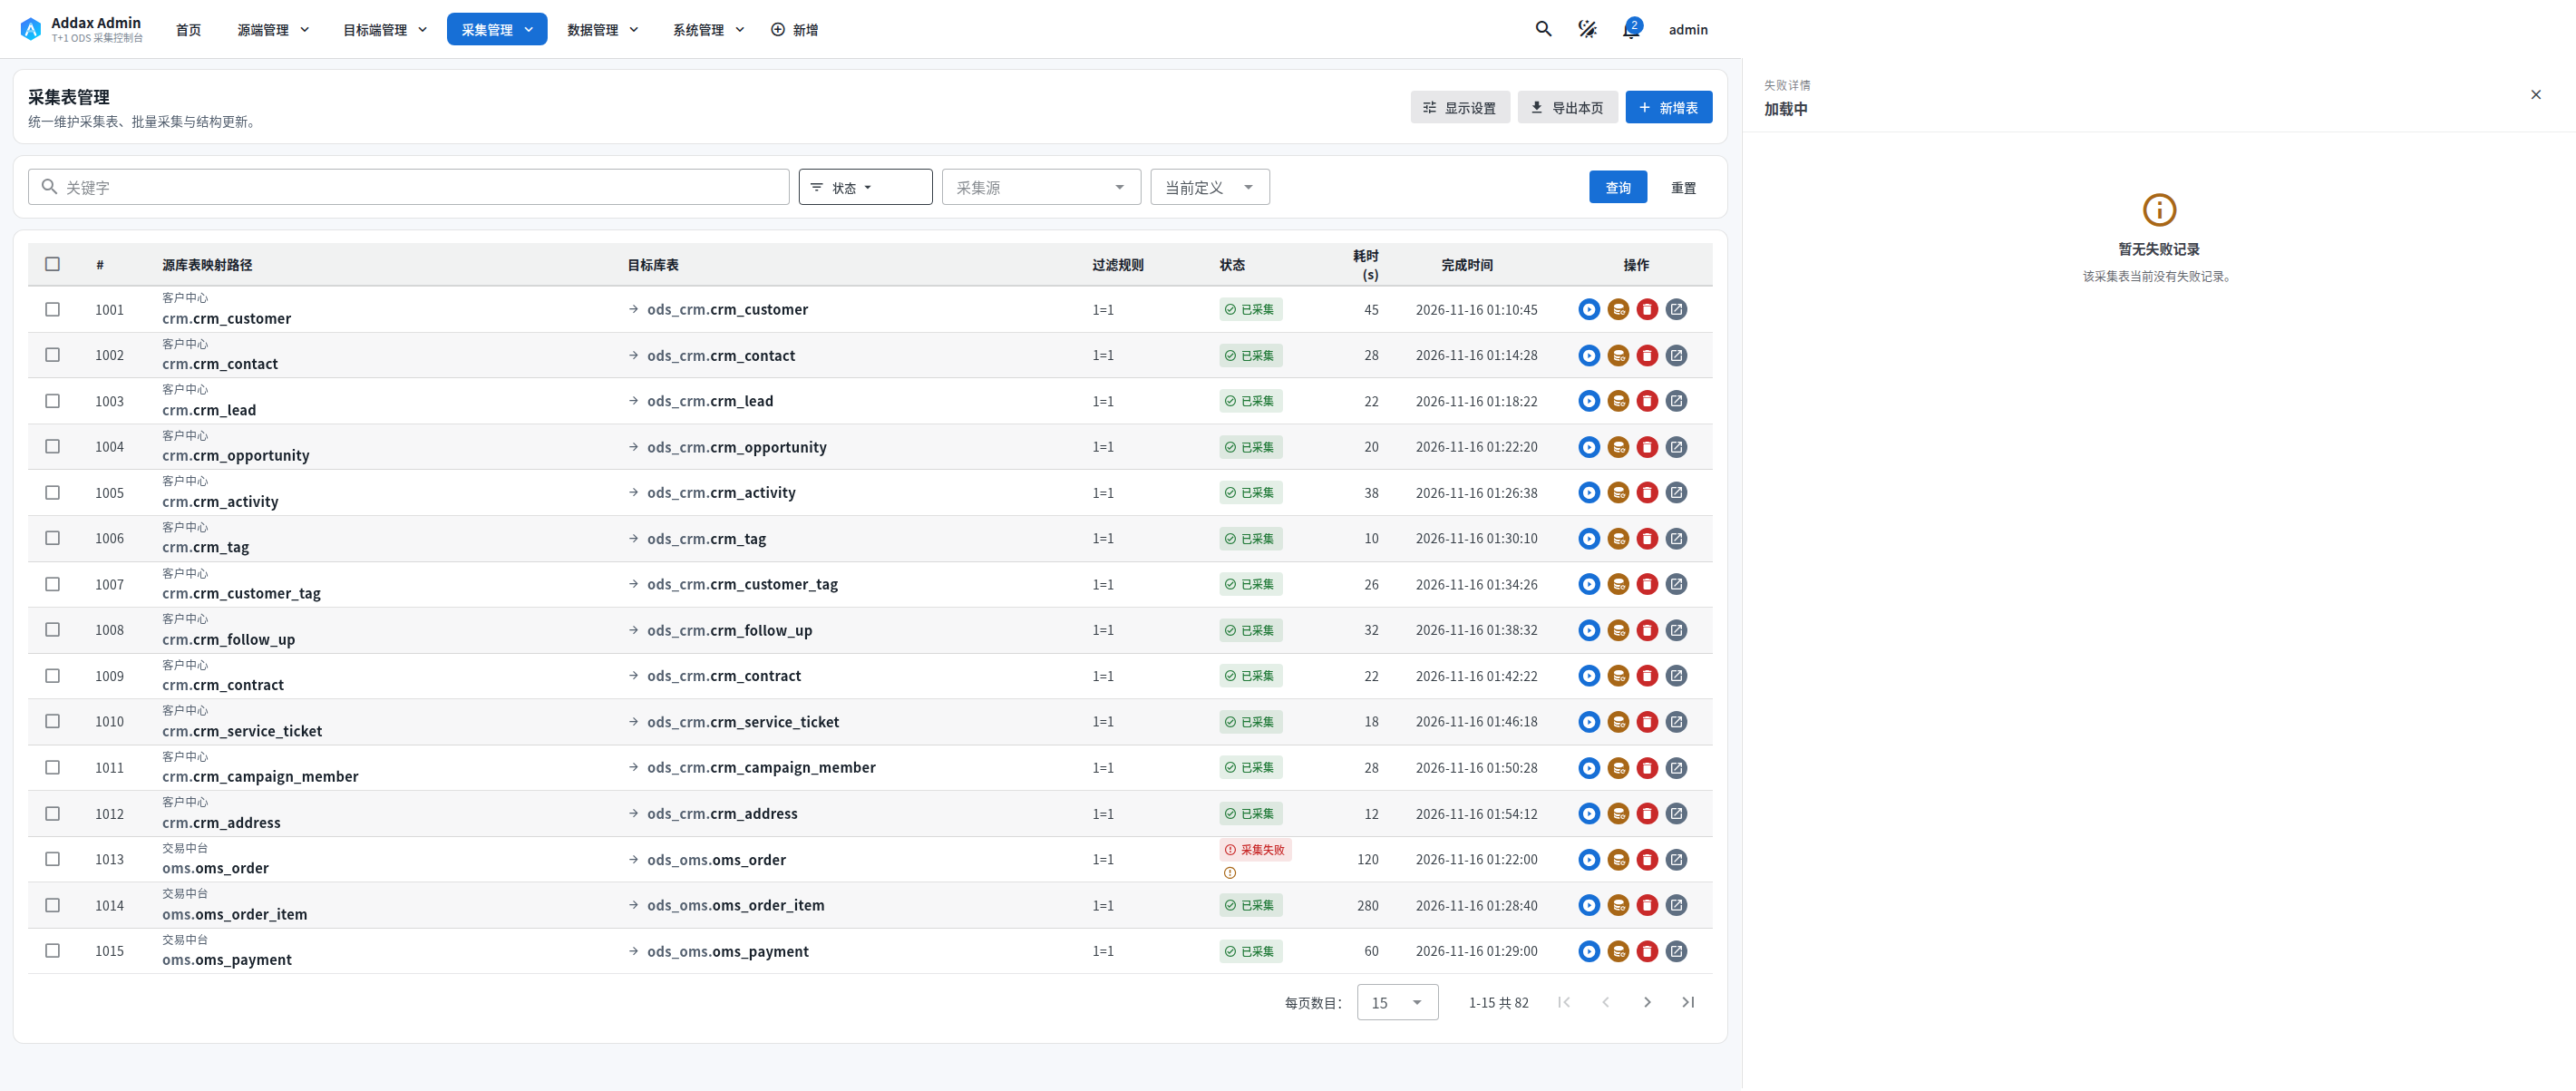 Addax Admin
T+1 ODS 采集控制台
首页 源端管理 目标端管理 采集管理 数据管理 系统管理 新增
2
admin
采集表管理
统一维护采集表、批量采集与结构更新。
显示设置 导出本页 新增表
关键字 状态 采集源 当前定义 查询 重置
# 源库表映射路径 目标库表 过滤规则 状态 耗时 (s) 完成时间 操作
客户中心
1001 crm.crm_customer ods_crm.crm_customer 1=1 已采集 45 2026-11-16 01:10:45
客户中心
1002 crm.crm_contact ods_crm.crm_contact 1=1 已采集 28 2026-11-16 01:14:28
客户中心
1003 crm.crm_lead ods_crm.crm_lead 1=1 已采集 22 2026-11-16 01:18:22
客户中心
1004 crm.crm_opportunity ods_crm.crm_opportunity 1=1 已采集 20 2026-11-16 01:22:20
客户中心
1005 crm.crm_activity ods_crm.crm_activity 1=1 已采集 38 2026-11-16 01:26:38
客户中心
1006 crm.crm_tag ods_crm.crm_tag 1=1 已采集 10 2026-11-16 01:30:10
客户中心
1007 crm.crm_customer_tag ods_crm.crm_customer_tag 1=1 已采集 26 2026-11-16 01:34:26
客户中心
1008 crm.crm_follow_up ods_crm.crm_follow_up 1=1 已采集 32 2026-11-16 01:38:32
客户中心
1009 crm.crm_contract ods_crm.crm_contract 1=1 已采集 22 2026-11-16 01:42:22
客户中心
1010 crm.crm_service_ticket ods_crm.crm_service_ticket 1=1 已采集 18 2026-11-16 01:46:18
客户中心
1011 crm.crm_campaign_member ods_crm.crm_campaign_member 1=1 已采集 28 2026-11-16 01:50:28
客户中心
1012 crm.crm_address ods_crm.crm_address 1=1 已采集 12 2026-11-16 01:54:12
交易中台
1013 oms.oms_order ods_oms.oms_order 1=1 采集失败 120 2026-11-16 01:22:00
交易中台
1014 oms.oms_order_item ods_oms.oms_order_item 1=1 已采集 280 2026-11-16 01:28:40
交易中台
1015 oms.oms_payment ods_oms.oms_payment 1=1 已采集 60 2026-11-16 01:29:00
每页数目： 15 1-15 共 82
失败详情
加载中
暂无失败记录
该采集表当前没有失败记录。